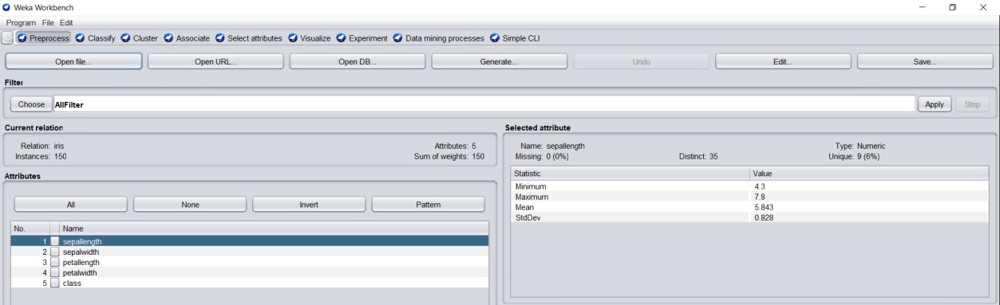 Weka Workbench
Program File Edit
Preprocess Classify Cluster Associate Select attributes Visualize Experiment Data mining processes Simple CLI
Open file... Open URL... Open DB... Generate... Undo Edit... Save...
Filter
Choose AllFilter Apply Stop
Current relation
Relation: iris Attributes: 5
Instances: 150 Sum of weights: 150
Attributes
All None Invert Pattern
No. Name
1 sepallength
2 sepalwidth
3 petallength
4 petalwidth
5 class
Selected attribute
Name: sepallength Type: Numeric
Missing: 0 (0%) Distinct: 35 Unique: 9 (6%)
Statistic Value
Minimum 4.3
Maximum 7.9
Mean 5.843
StdDev 0.828